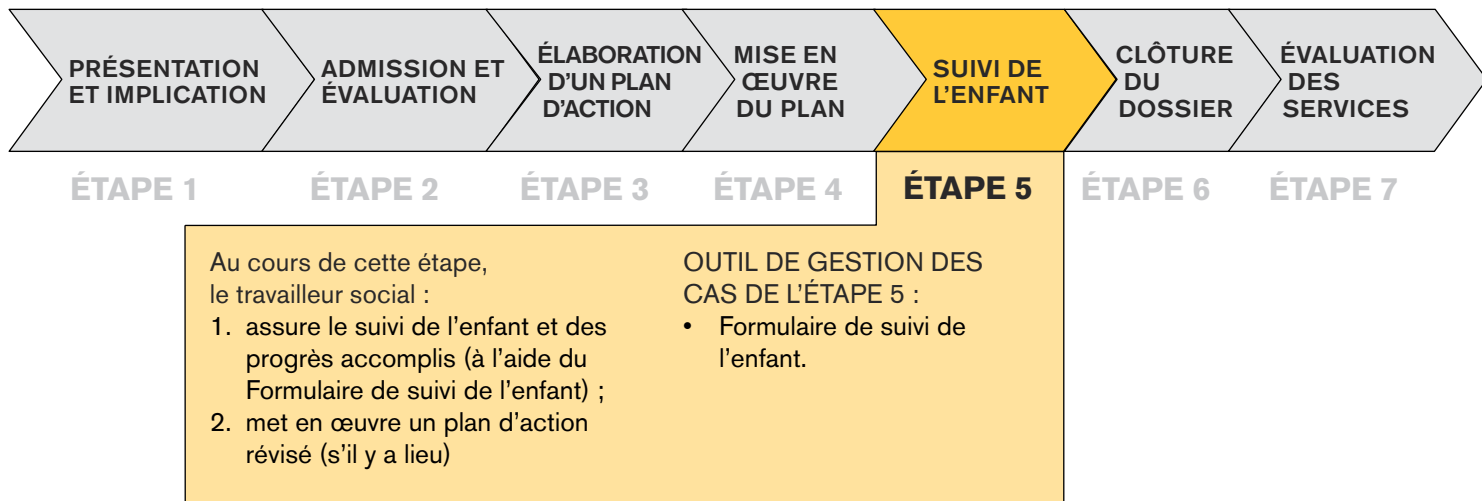 PRÉSENTATION
ET IMPLICATION
ADMISSION ET
ÉVALUATION
ÉLABORATION
D'UN PLAN
D'ACTION
MISE EN
ŒUVRE
DU PLAN
SUIVI DE
L'ENFANT
CLÔTURE
DU
DOSSIER
ÉVALUATION
DES
SERVICES
ÉTAPE 1
ÉTAPE 2
ÉTAPE 3
ÉTAPE 4
ÉTAPE 5
ÉTAPE 6
ÉTAPE 7
Au cours de cette étape,
le travailleur social :
1. assure le suivi de l'enfant et des
progrès accomplis (à l'aide du
Formulaire de suivi de l'enfant) ;
2. met en œuvre un plan d'action
révisé (s'il y a lieu)
OUTIL DE GESTION DES
CAS DE L'ÉTAPE 5 :
• Formulaire de suivi de
l'enfant.